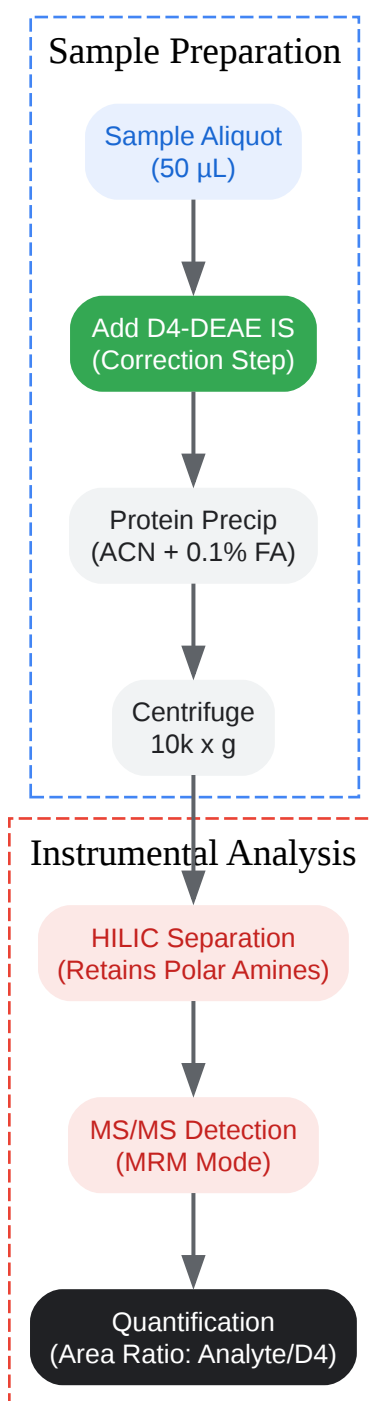 Sample Preparation
Sample Aliquot
(50 µL)
Add D4-DEAE IS
(Correction Step)
Protein Precip
(ACN + 0.1% FA)
Centrifuge
10k x g
Instrumental Analysis
HILIC Separation
(Retains Polar Amines)
MS/MS Detection
(MRM Mode)
Quantification
(Area Ratio: Analyte/D4)